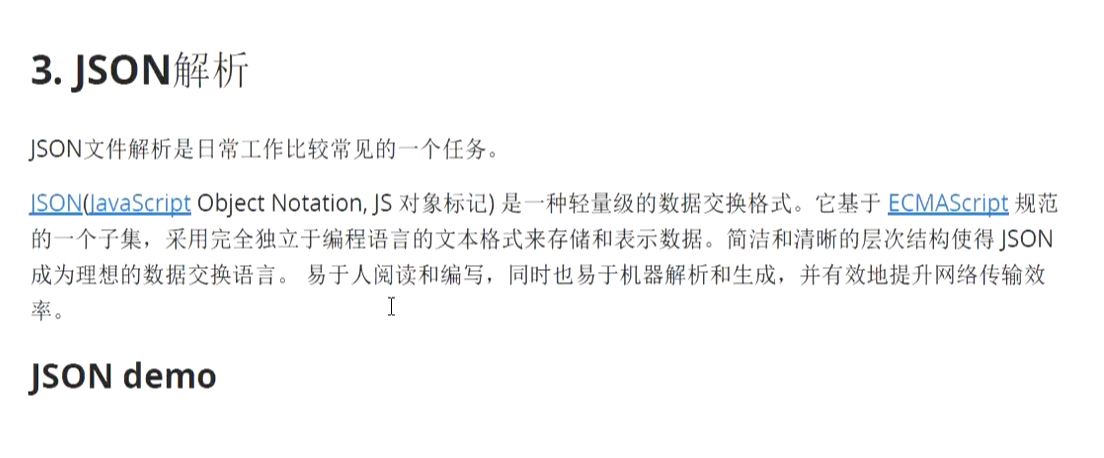 3. JSON解析
JSON文件解析是日常工作比较常见的一个任务。
JSON(JavaScript Object Notation, JS 对象标记) 是一种轻量级的数据交换格式。它基于 ECMAScript 规范
的一个子集，采用完全独立于编程语言的文本格式来存储和表示数据。简洁和清晰的层次结构使得 JSON
成为理想的数据交换语言。 易于人阅读和编写，同时也易于机器解析和生成，并有效地提升网络传输效
率。
JSON demo